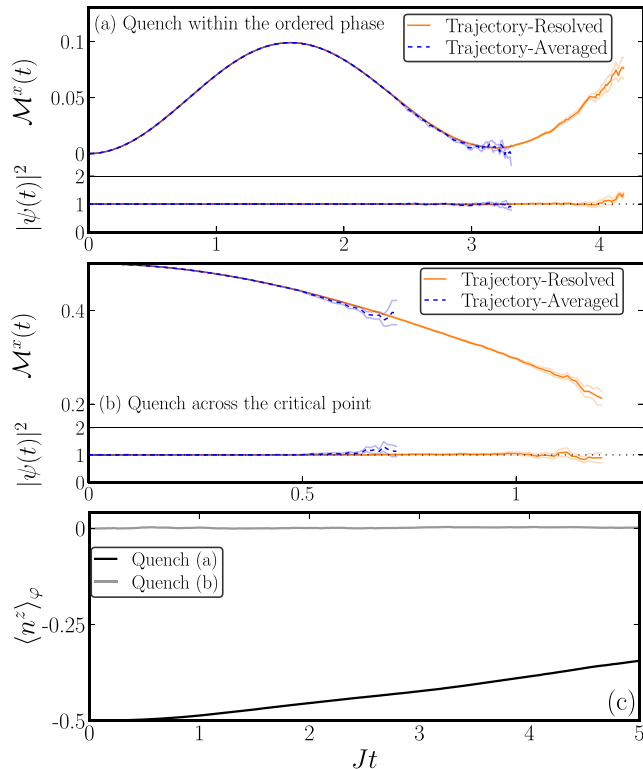 (a) Quench within the ordered phase
Trajectory-Resolved
Trajectory-Averaged
0.1
0.05
0
ℳˣ(t)
2
1
0
|ψ(t)|²
0 1 2 3 4
Trajectory-Resolved
Trajectory-Averaged
0.4
0.2
ℳˣ(t)
(b) Quench across the critical point
2
1
0
|ψ(t)|²
0 0.5 1
0
-0.25
-0.5
⟨nᶻ⟩φ
Quench (a)
Quench (b)
(c)
0 1 2 3 4 5
Jt